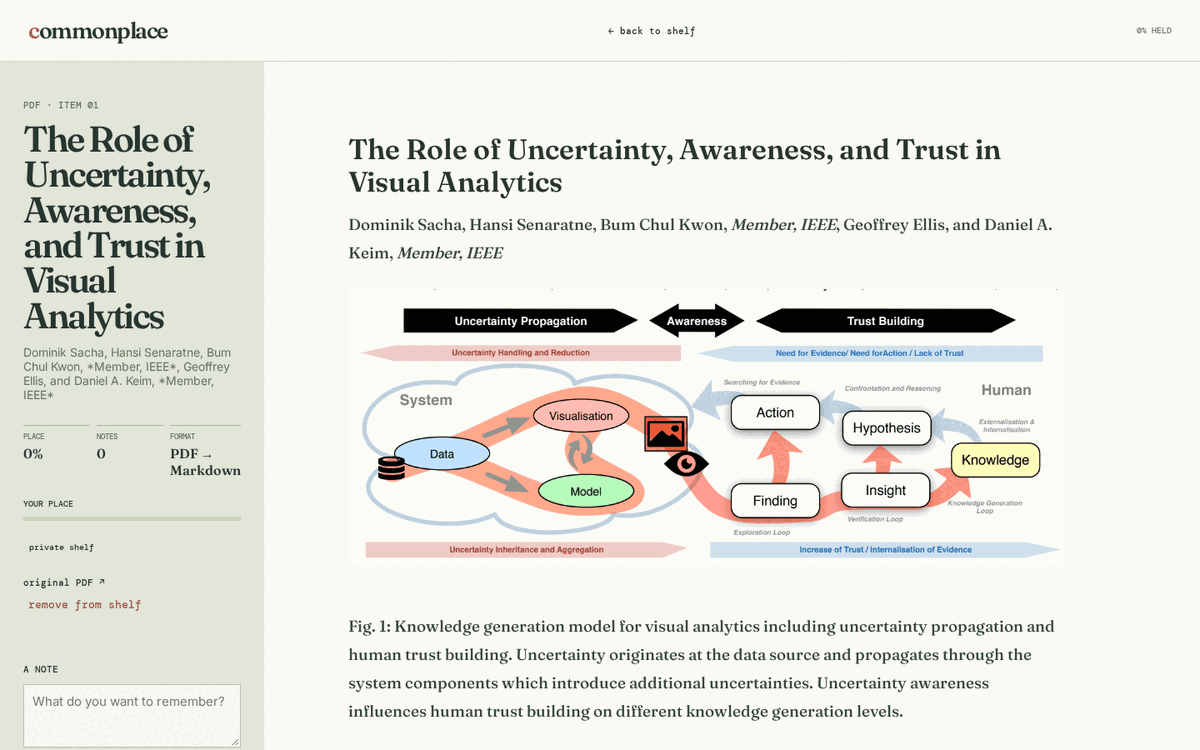 commonplace
← back to shelf
0% HELD
PDF · ITEM 01
The Role of
Uncertainty,
Awareness,
and Trust in
Visual
Analytics
Dominik Sacha, Hansi Senaratne, Bum
Chul Kwon, *Member, IEEE*, Geoffrey
Ellis, and Daniel A. Keim, *Member,
IEEE*
PLACE
0%
NOTES
0
FORMAT
PDF →
Markdown
YOUR PLACE
private shelf
original PDF ↗
remove from shelf
A NOTE
What do you want to remember?
The Role of Uncertainty, Awareness, and Trust in
Visual Analytics
Dominik Sacha, Hansi Senaratne, Bum Chul Kwon, Member, IEEE, Geoffrey Ellis, and Daniel A.
Keim, Member, IEEE
Uncertainty Propagation
Awareness
Trust Building
Uncertainty Handling and Reduction
Need for Evidence/ Need forAction / Lack of Trust
System
Data
Visualisation
Model
Searching for Evidence
Confrontation and Reasoning
Human
Action
Hypothesis
Externalisation &
Internalisation
Knowledge
Finding
Insight
Knowledge Generation
Loop
Verification Loop
Exploration Loop
Uncertainty Inheritance and Aggregation
Increase of Trust / Internalisation of Evidence
Fig. 1: Knowledge generation model for visual analytics including uncertainty propagation and
human trust building. Uncertainty originates at the data source and propagates through the
system components which introduce additional uncertainties. Uncertainty awareness
influences human trust building on different knowledge generation levels.